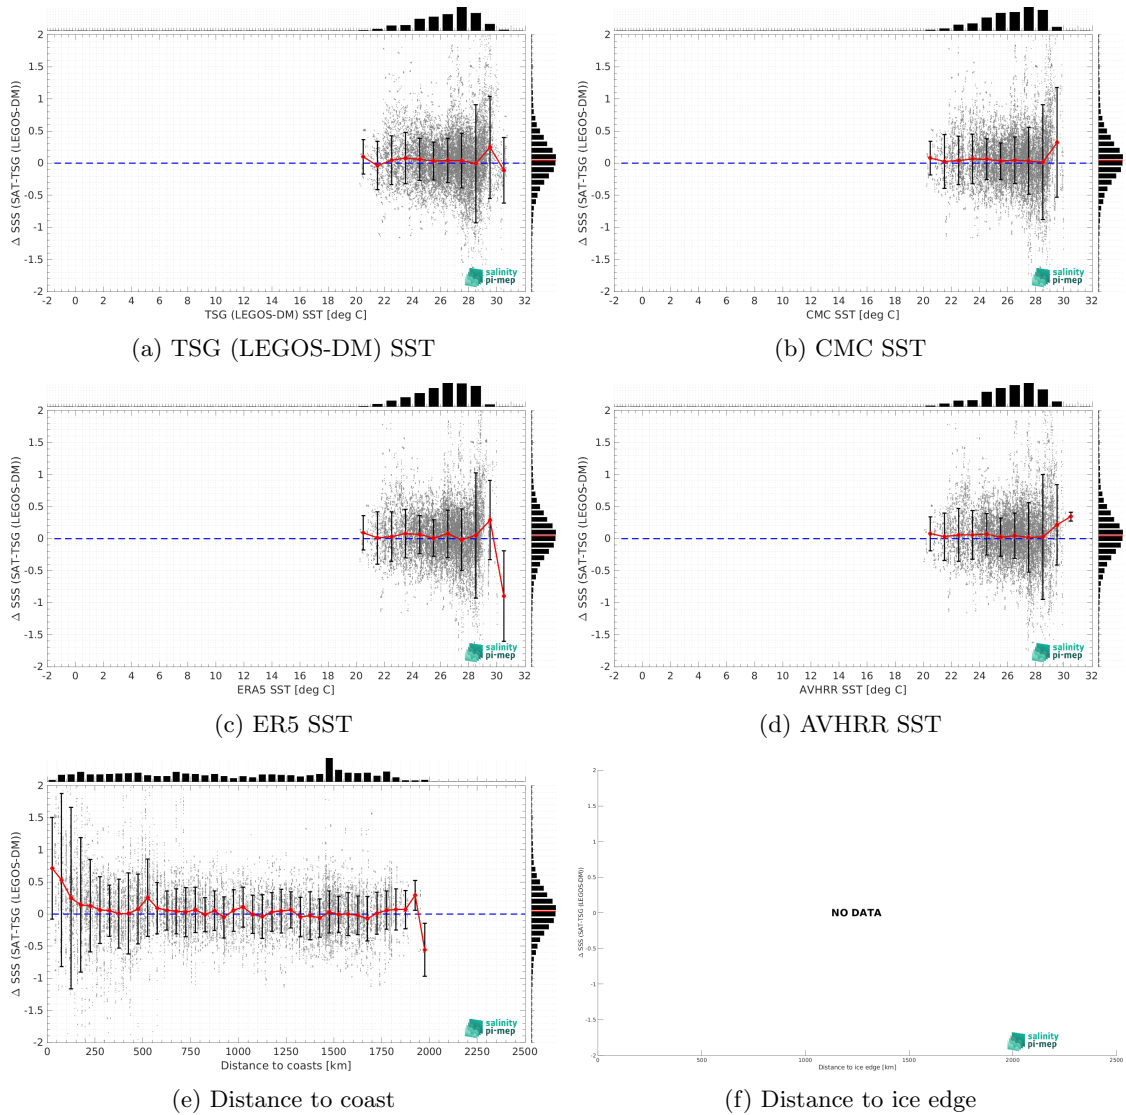 2
1.5
1
0.5
0
-0.5
-1
-1.5
-2
Δ SSS (SAT-TSG (LEGOS-DM))
salinity
pi-mep
-2 0 2 4 6 8 10 12 14 16 18 20 22 24 26 28 30 32
TSG (LEGOS-DM) SST [deg C]
(a) TSG (LEGOS-DM) SST
2
1.5
1
0.5
0
-0.5
-1
-1.5
-2
Δ SSS (SAT-TSG (LEGOS-DM))
salinity
pi-mep
-2 0 2 4 6 8 10 12 14 16 18 20 22 24 26 28 30 32
CMC SST [deg C]
(b) CMC SST
2
1.5
1
0.5
0
-0.5
-1
-1.5
-2
Δ SSS (SAT-TSG (LEGOS-DM))
salinity
pi-mep
-2 0 2 4 6 8 10 12 14 16 18 20 22 24 26 28 30 32
ERA5 SST [deg C]
(c) ER5 SST
2
1.5
1
0.5
0
-0.5
-1
-1.5
-2
Δ SSS (SAT-TSG (LEGOS-DM))
salinity
pi-mep
-2 0 2 4 6 8 10 12 14 16 18 20 22 24 26 28 30 32
AVHRR SST [deg C]
(d) AVHRR SST
2
1.5
1
0.5
0
-0.5
-1
-1.5
-2
Δ SSS (SAT-TSG (LEGOS-DM))
salinity
pi-mep
0 250 500 750 1000 1250 1500 1750 2000 2250 2500
Distance to coasts [km]
(e) Distance to coast
2
1.5
1
0.5
0
-0.5
-1
-1.5
-2
Δ SSS (SAT-TSG (LEGOS-DM))
NO DATA
salinity
pi-mep
0 500 1000 1500 2000 2500
Distance to ice edge [km]
(f) Distance to ice edge